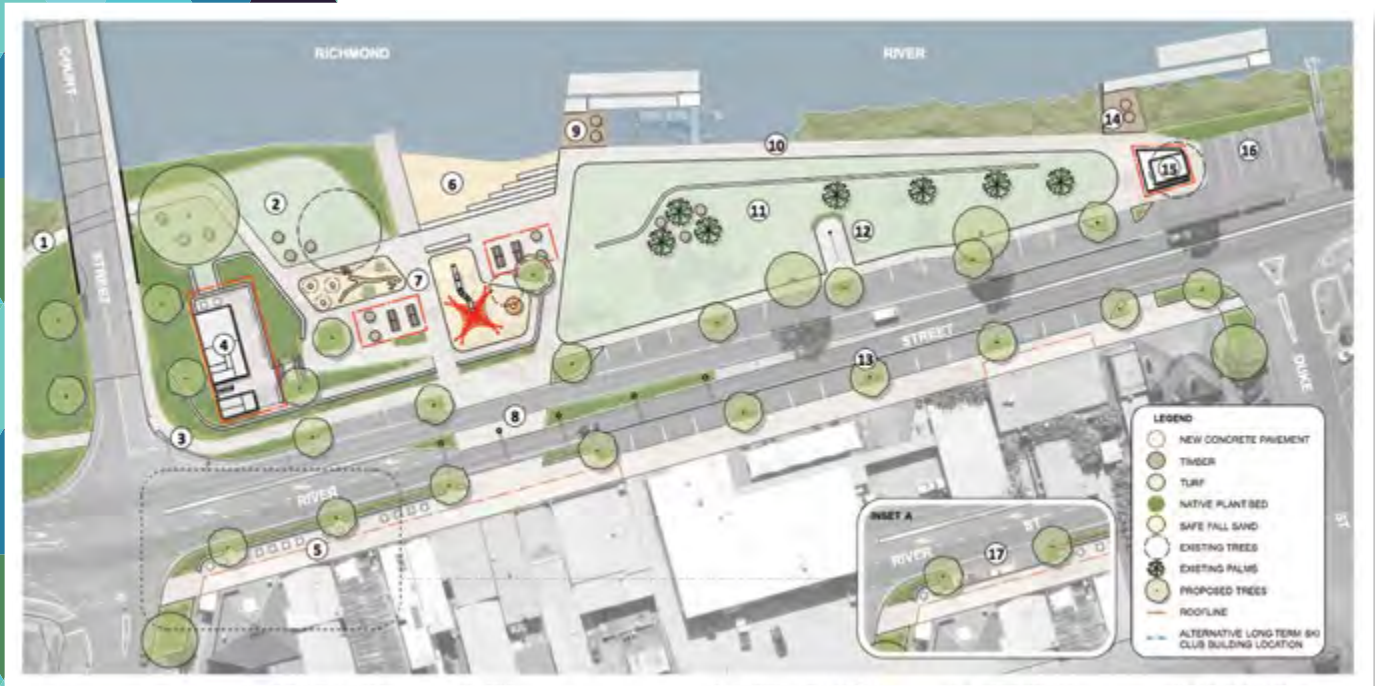 RICHMOND
RIVER
COURT
STREET
1
2
3
4
5
6
7
8
9
10
11
12
13
14
15
16
17
STREET
RIVER
DUKE
ST
INSET A
RIVER
ST
LEGEND
NEW CONCRETE PAVEMENT
TIMBER
TURF
NATIVE PLANT BED
SAFE FALL SAND
EXISTING TREES
EXISTING PALMS
PROPOSED TREES
ROOFLINE
ALTERNATIVE LONG TERM SKI
CLUB BUILDING LOCATION